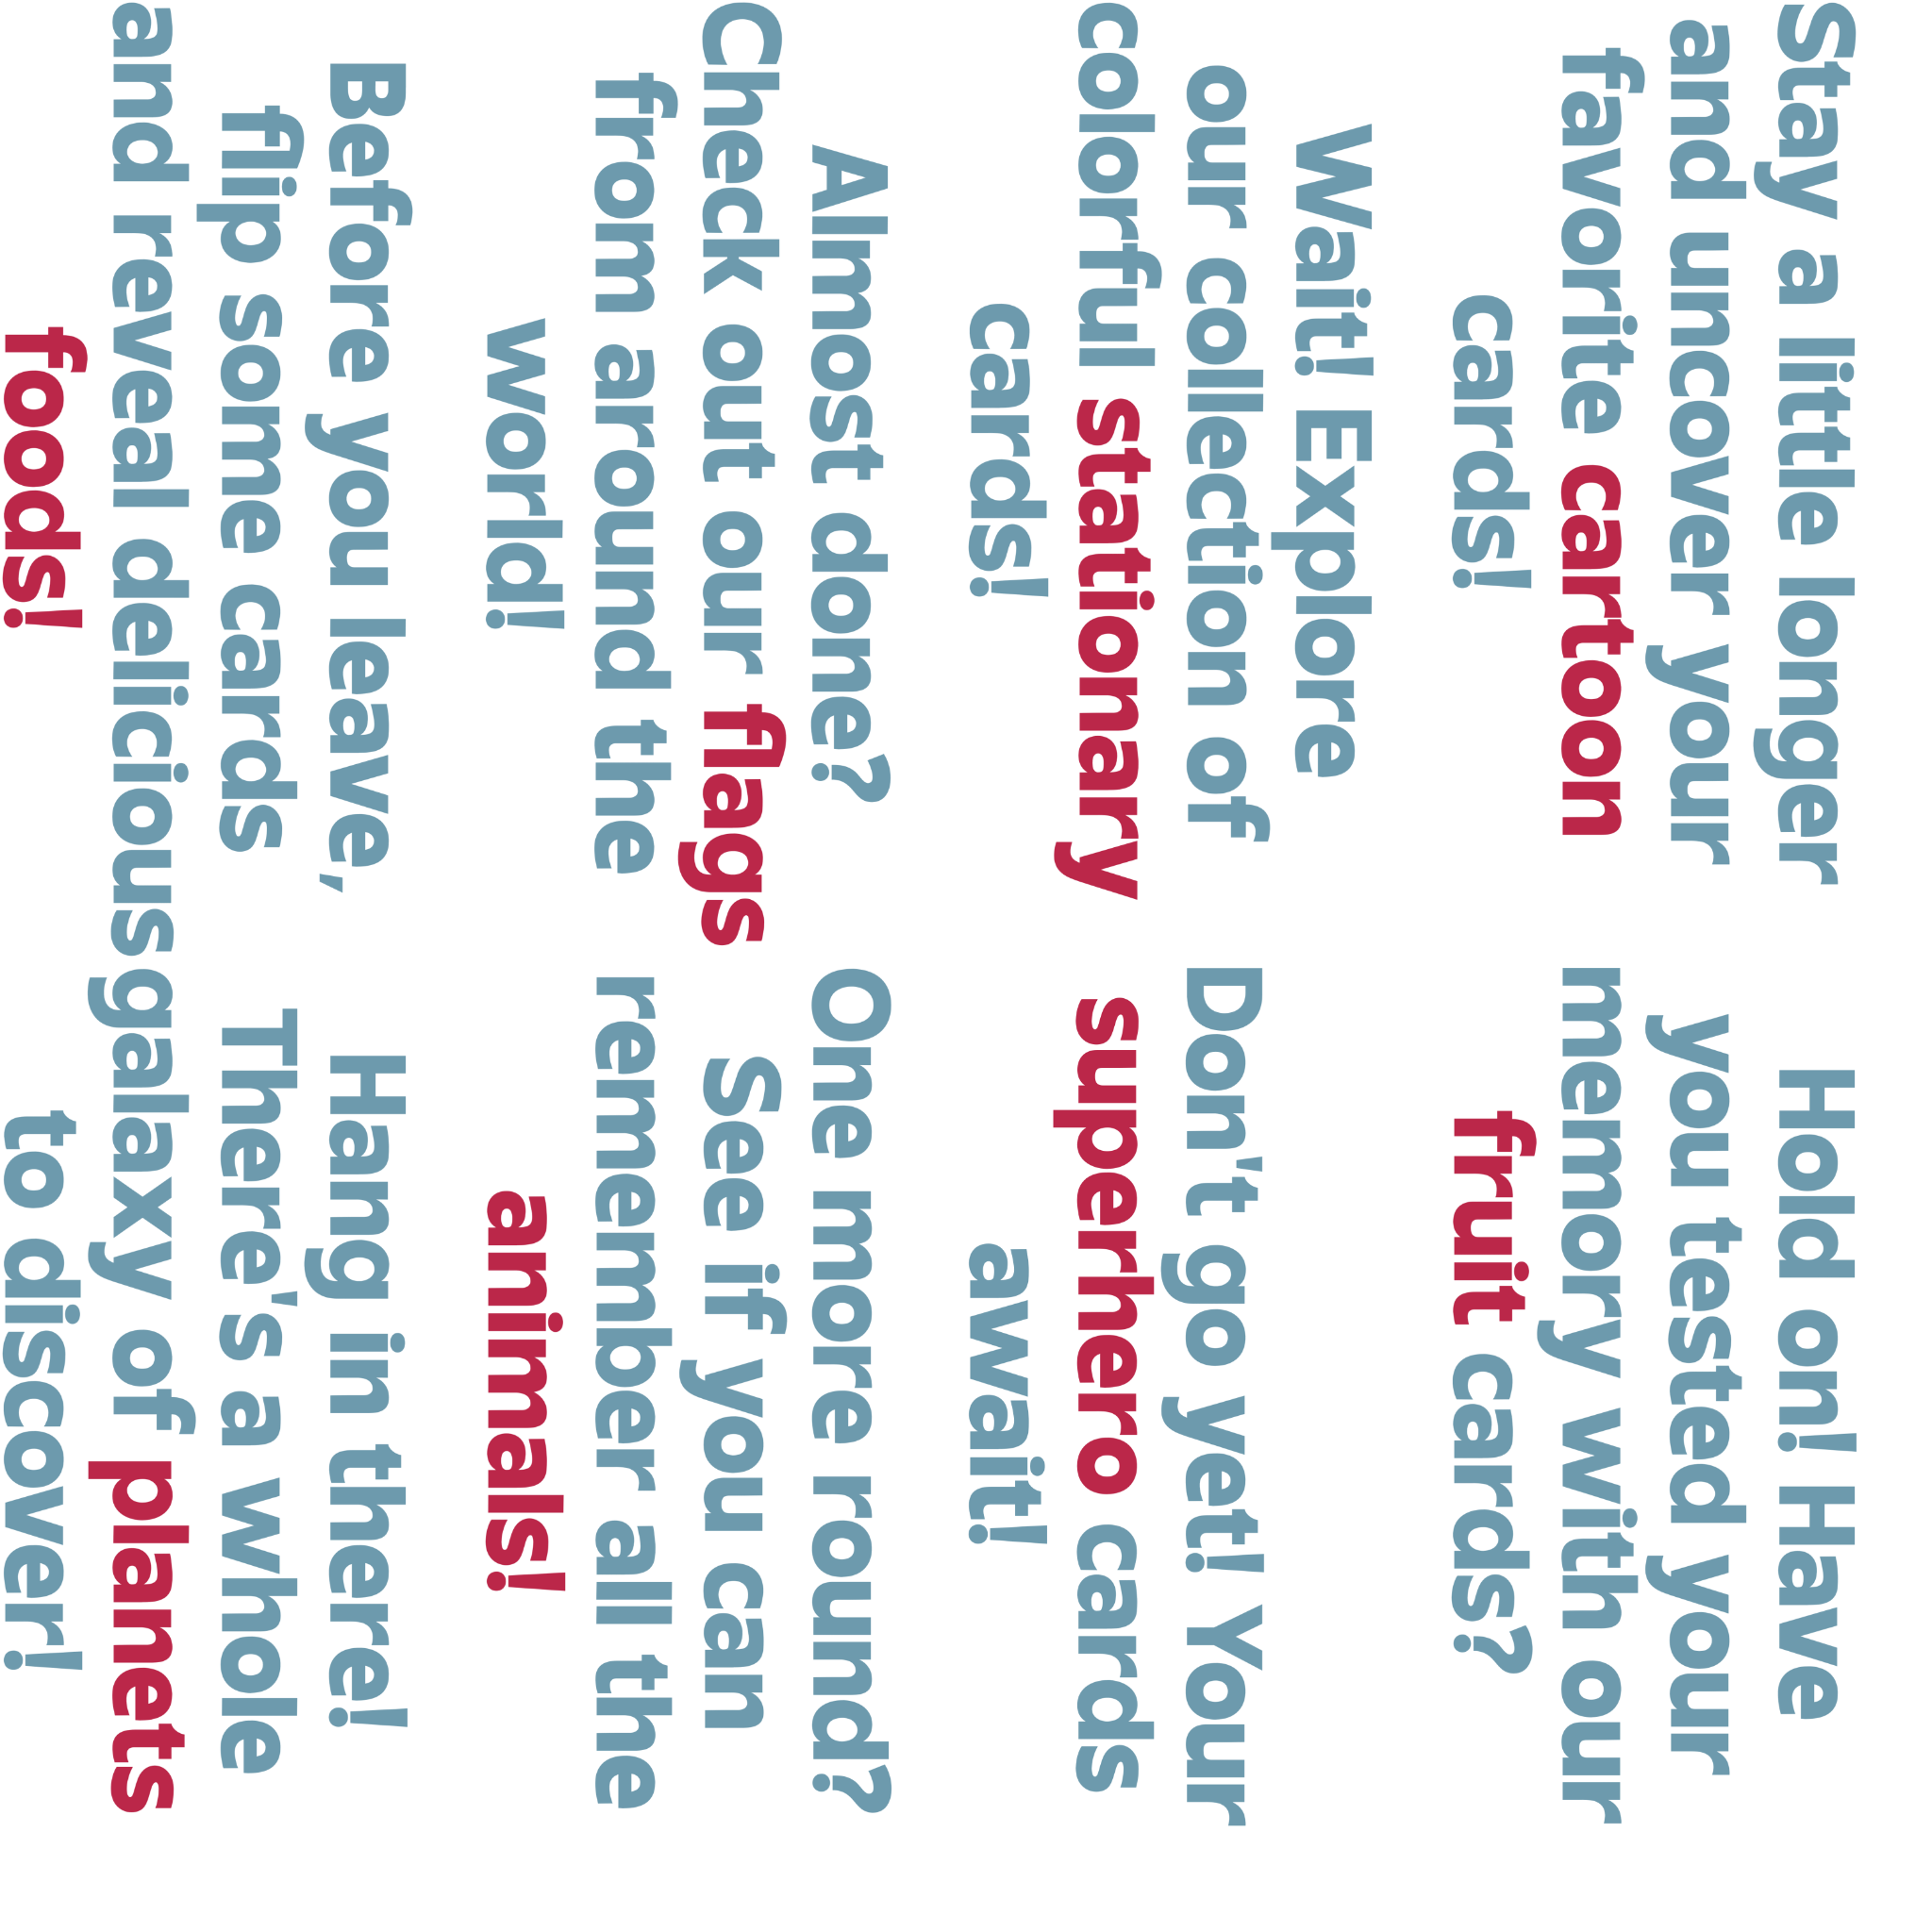 Stay a little longer
and uncover your
favorite cartoon
cards!
Hold on! Have
you tested your
memory with our
fruit cards?
Wait! Explore
our collection of
colorful stationary
cards!
Don't go yet! Your
superhero cards
await!
Almost done?
Check out our flags
from around the
world!
One more round?
See if you can
remember all the
animals!
Before you leave,
flip some cards
and reveal delicious
foods!
Hang in there!
There's a whole
galaxy of planets
to discover!